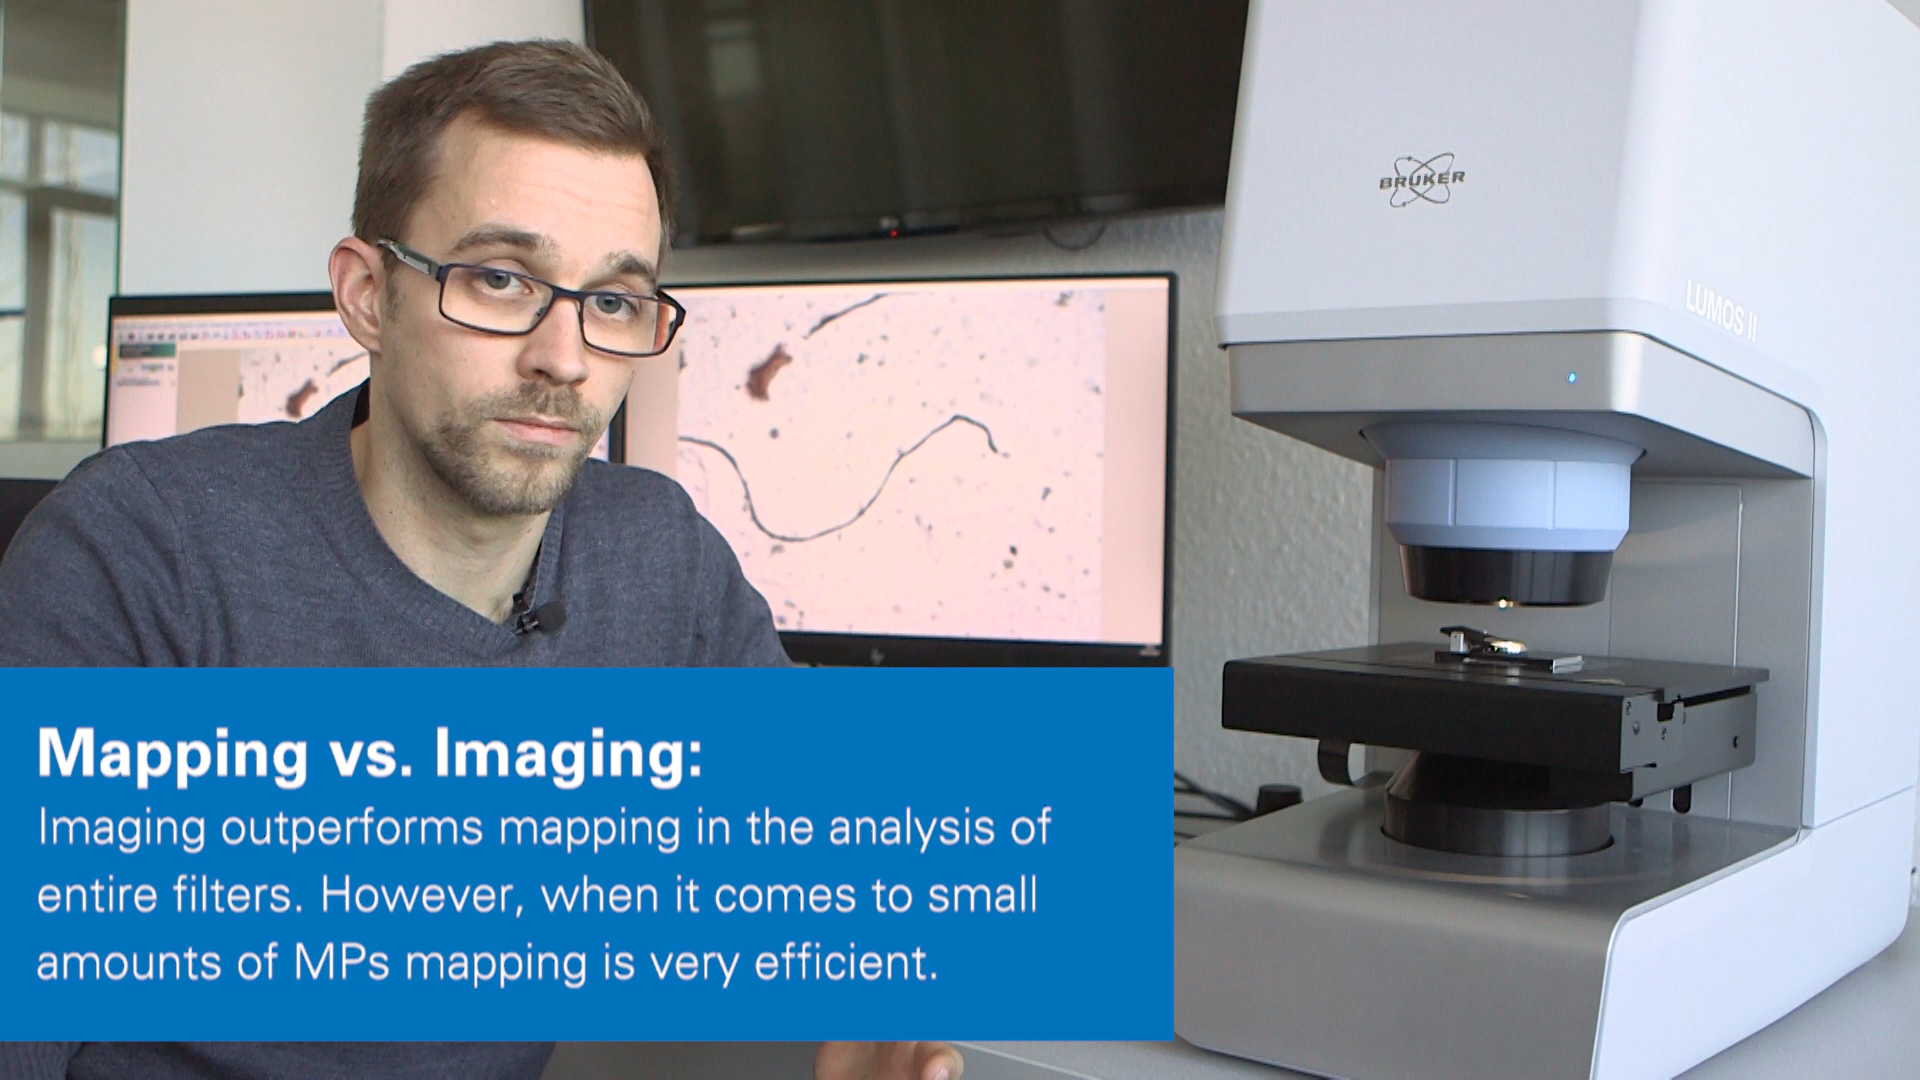 BRUKER
LUMOS II
Mapping vs. Imaging:
Imaging outperforms mapping in the analysis of
entire filters. However, when it comes to small
amounts of MPs mapping is very efficient.